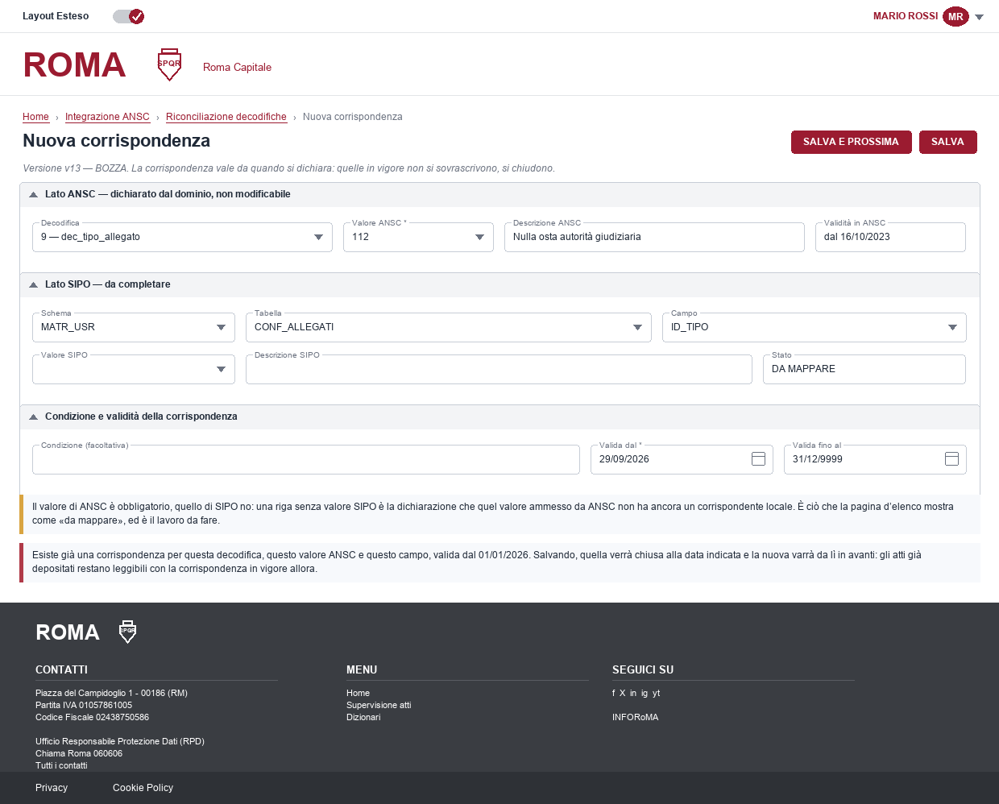 Layout Esteso
MARIO ROSSI MR
ROMA SPQR Roma Capitale
Home › Integrazione ANSC › Riconciliazione decodifiche › Nuova corrispondenza
Nuova corrispondenza
SALVA E PROSSIMA SALVA
Versione v13 — BOZZA. La corrispondenza vale da quando si dichiara: quelle in vigore non si sovrascrivono, si chiudono.
Lato ANSC — dichiarato dal dominio, non modificabile
Decodifica Valore ANSC * Descrizione ANSC Validità in ANSC
9 — dec_tipo_allegato 112 Nulla osta autorità giudiziaria dal 16/10/2023
Lato SIPO — da completare
Schema Tabella Campo
MATR_USR CONF_ALLEGATI ID_TIPO
Valore SIPO Descrizione SIPO Stato
DA MAPPARE
Condizione e validità della corrispondenza
Condizione (facoltativa) Valida dal * Valida fino al
29/09/2026 31/12/9999
Il valore di ANSC è obbligatorio, quello di SIPO no: una riga senza valore SIPO è la dichiarazione che quel valore ammesso da ANSC non ha ancora un corrispondente locale. È ciò che la pagina d’elenco mostra
come «da mappare», ed è il lavoro da fare.
Esiste già una corrispondenza per questa decodifica, questo valore ANSC e questo campo, valida dal 01/01/2026. Salvando, quella verrà chiusa alla data indicata e la nuova varrà da lì in avanti: gli atti già
depositati restano leggibili con la corrispondenza in vigore allora.
ROMA SPQR
CONTATTI MENU SEGUICI SU
Piazza del Campidoglio 1 - 00186 (RM) Home f X in ig yt
Partita IVA 01057861005 Supervisione atti
Codice Fiscale 02438750586 Dizionari INFORoMA
Ufficio Responsabile Protezione Dati (RPD)
Chiama Roma 060606
Tutti i contatti
Privacy Cookie Policy